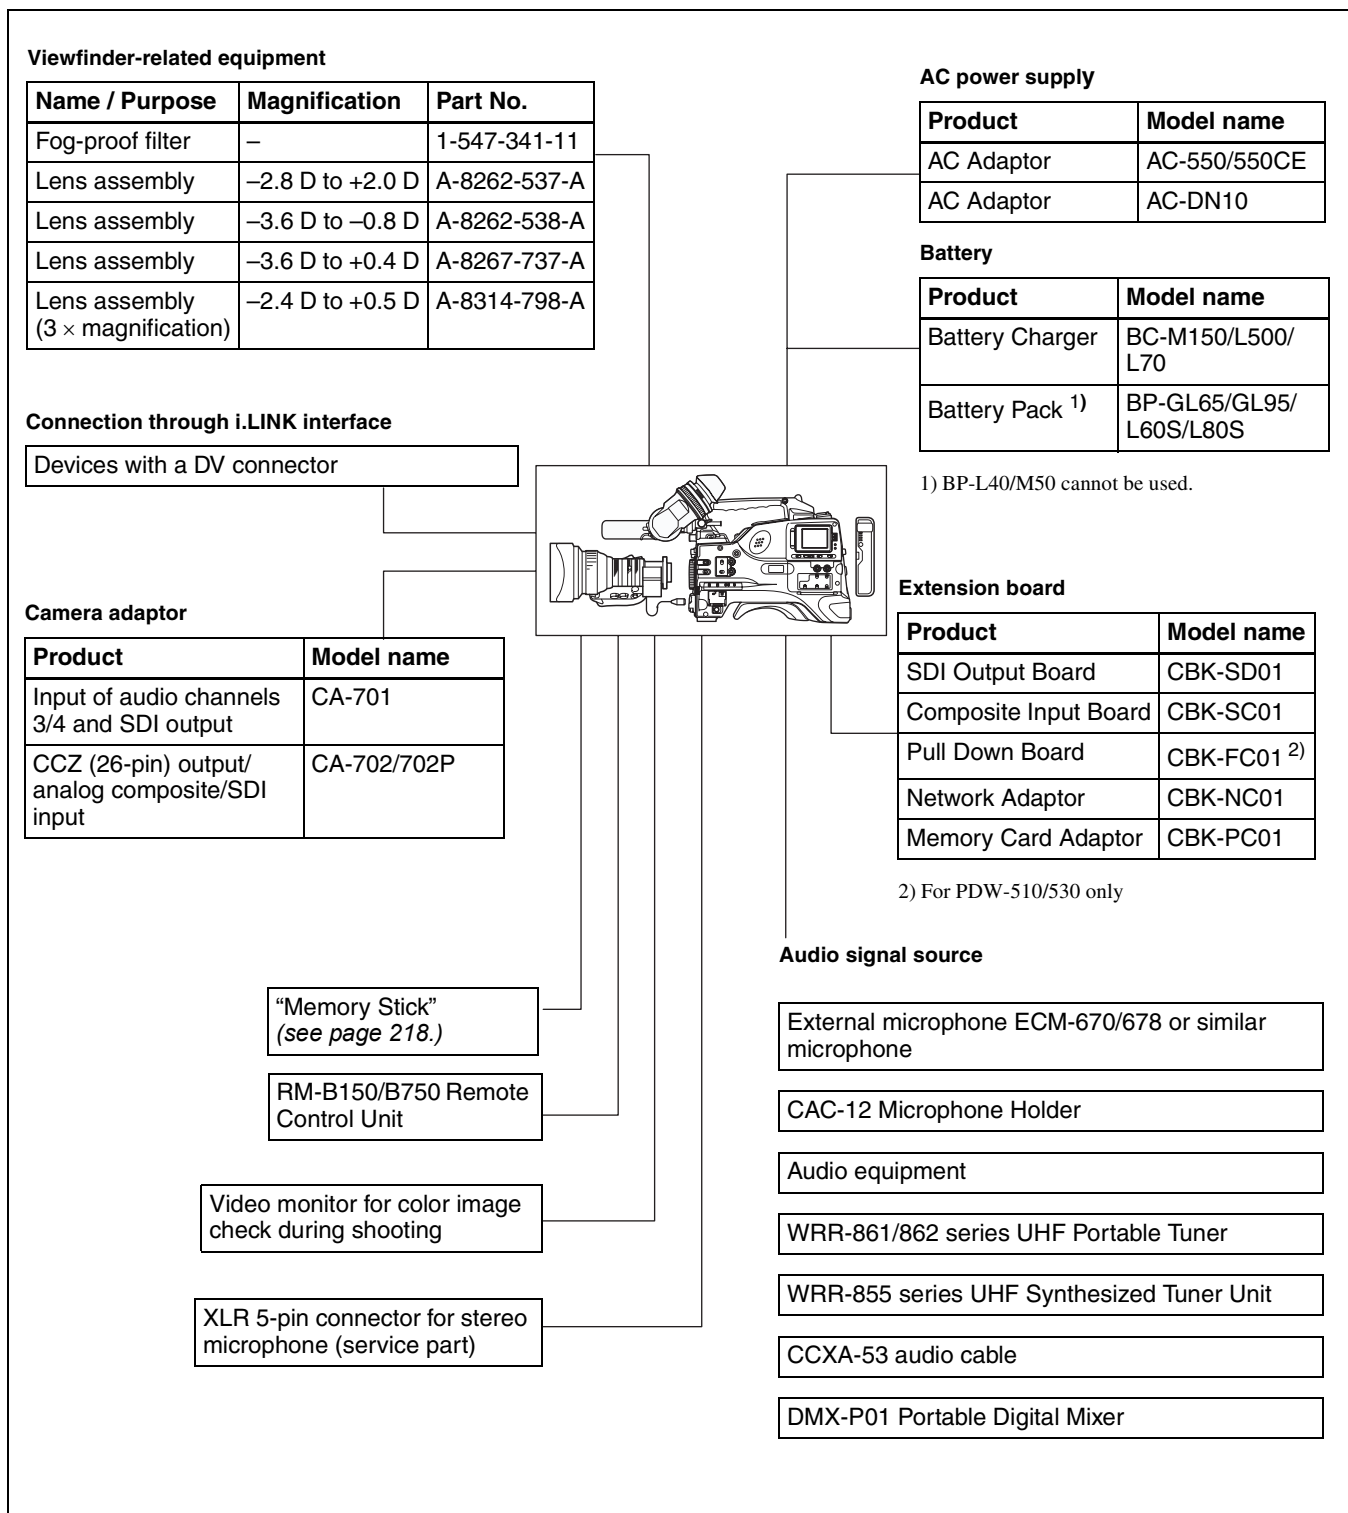 Viewfinder-related equipment
Name / Purpose Magnification Part No.
Fog-proof filter – 1-547-341-11
Lens assembly –2.8 D to +2.0 D A-8262-537-A
Lens assembly –3.6 D to –0.8 D A-8262-538-A
Lens assembly –3.6 D to +0.4 D A-8267-737-A
Lens assembly –2.4 D to +0.5 D A-8314-798-A
(3 × magnification)
Connection through i.LINK interface
Devices with a DV connector
Camera adaptor
Product Model name
Input of audio channels CA-701
3/4 and SDI output
CCZ (26-pin) output/ CA-702/702P
analog composite/SDI
input
AC power supply
Product Model name
AC Adaptor AC-550/550CE
AC Adaptor AC-DN10
Battery
Product Model name
Battery Charger BC-M150/L500/
L70
Battery Pack 1) BP-GL65/GL95/
L60S/L80S
1) BP-L40/M50 cannot be used.
Extension board
Product Model name
SDI Output Board CBK-SD01
Composite Input Board CBK-SC01
Pull Down Board CBK-FC01 2)
Network Adaptor CBK-NC01
Memory Card Adaptor CBK-PC01
2) For PDW-510/530 only
“Memory Stick”
(see page 218.)
RM-B150/B750 Remote
Control Unit
Video monitor for color image
check during shooting
XLR 5-pin connector for stereo
microphone (service part)
Audio signal source
External microphone ECM-670/678 or similar
microphone
CAC-12 Microphone Holder
Audio equipment
WRR-861/862 series UHF Portable Tuner
WRR-855 series UHF Synthesized Tuner Unit
CCXA-53 audio cable
DMX-P01 Portable Digital Mixer